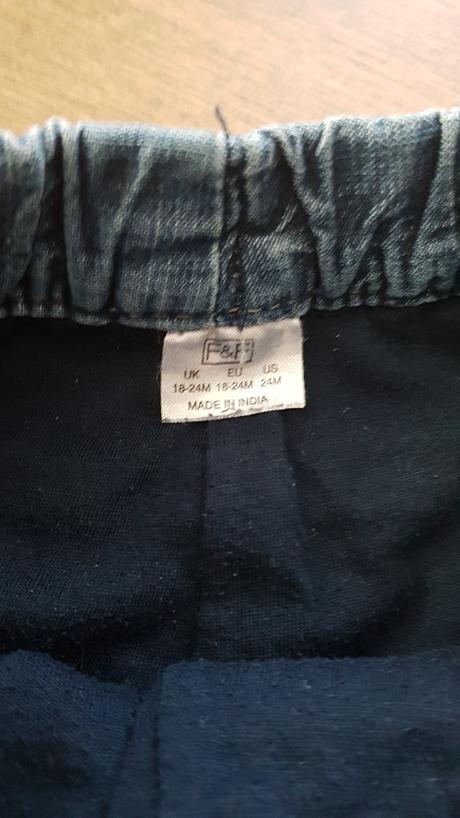 F&F
UK EU US
18-24M 18-24M 24M
MADE IN INDIA